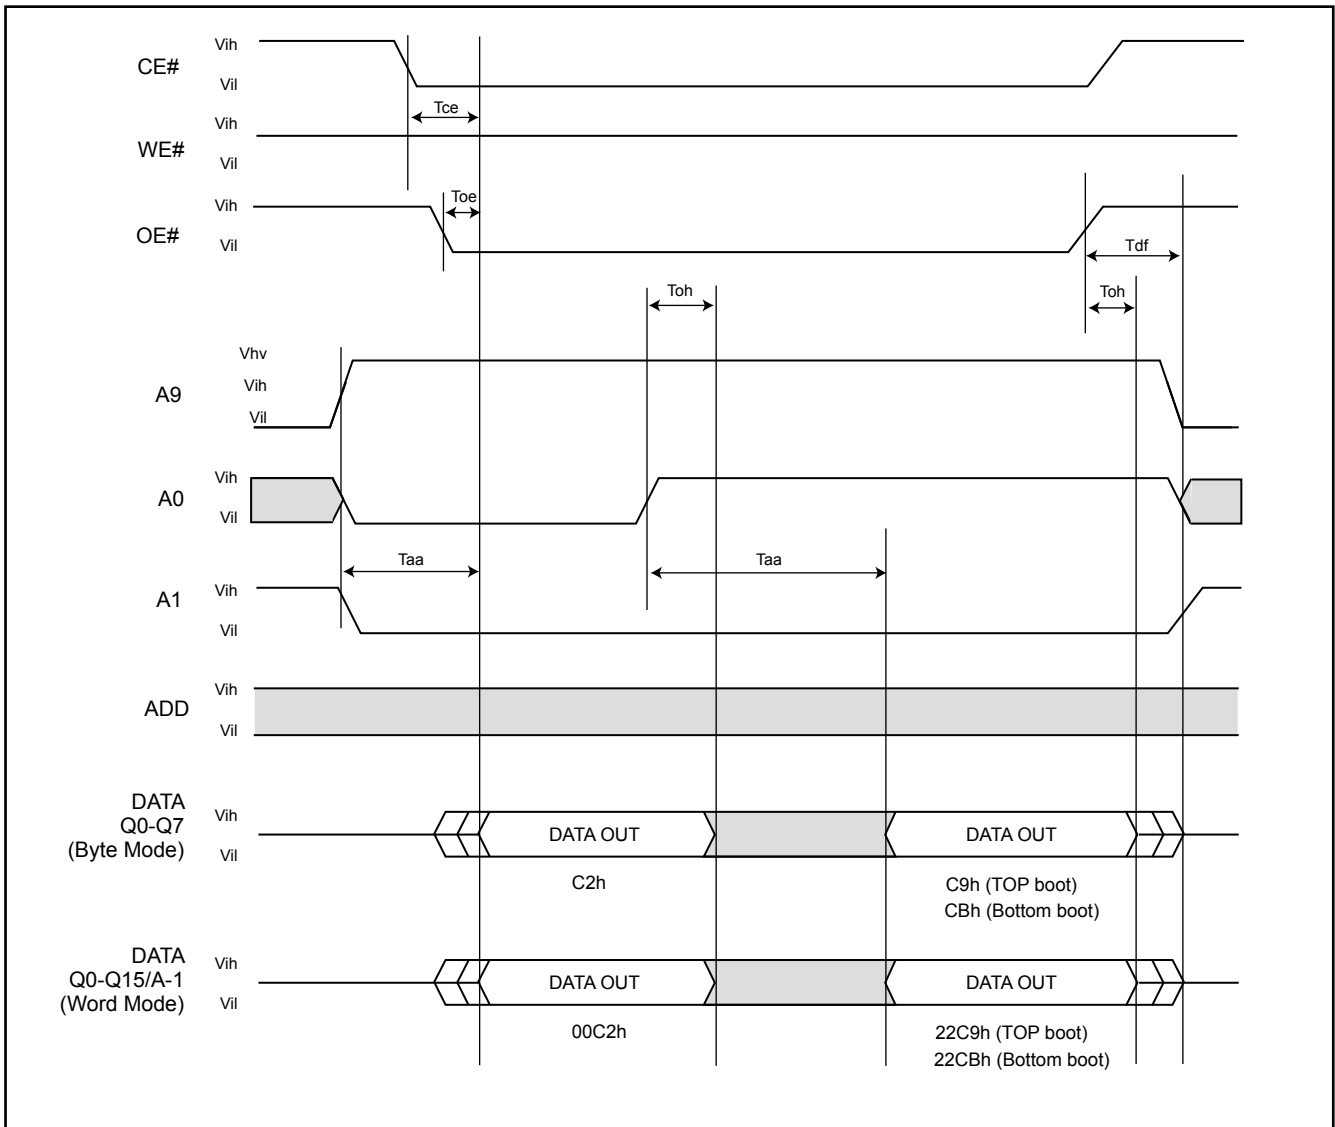 Vih
CE#
Vil
Tce
Vih
WE#
Vil
Toe
Vih
OE#
Vil
Tdf
Toh
Toh
Vhv
Vih
A9
Vil
Vih
A0
Vil
Taa
Taa
Vih
A1
Vil
Vih
ADD
Vil
DATA
Q0-Q7
(Byte Mode)
Vih
Vil
DATA OUT
DATA OUT
C2h
C9h (TOP boot)
CBh (Bottom boot)
DATA
Q0-Q15/A-1
(Word Mode)
Vih
Vil
DATA OUT
DATA OUT
00C2h
22C9h (TOP boot)
22CBh (Bottom boot)